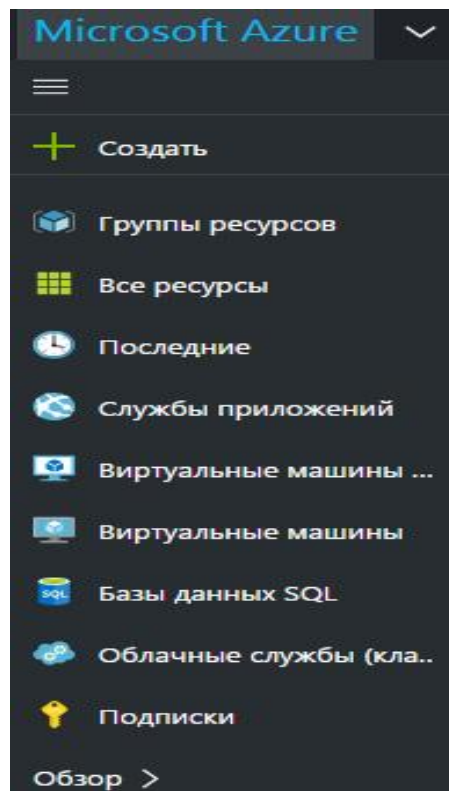 Microsoft Azure
Создать
Группы ресурсов
Все ресурсы
Последние
Службы приложений
Виртуальные машины ...
Виртуальные машины
SQL Базы данных SQL
Облачные службы (кла..
Подписки
Обзор >